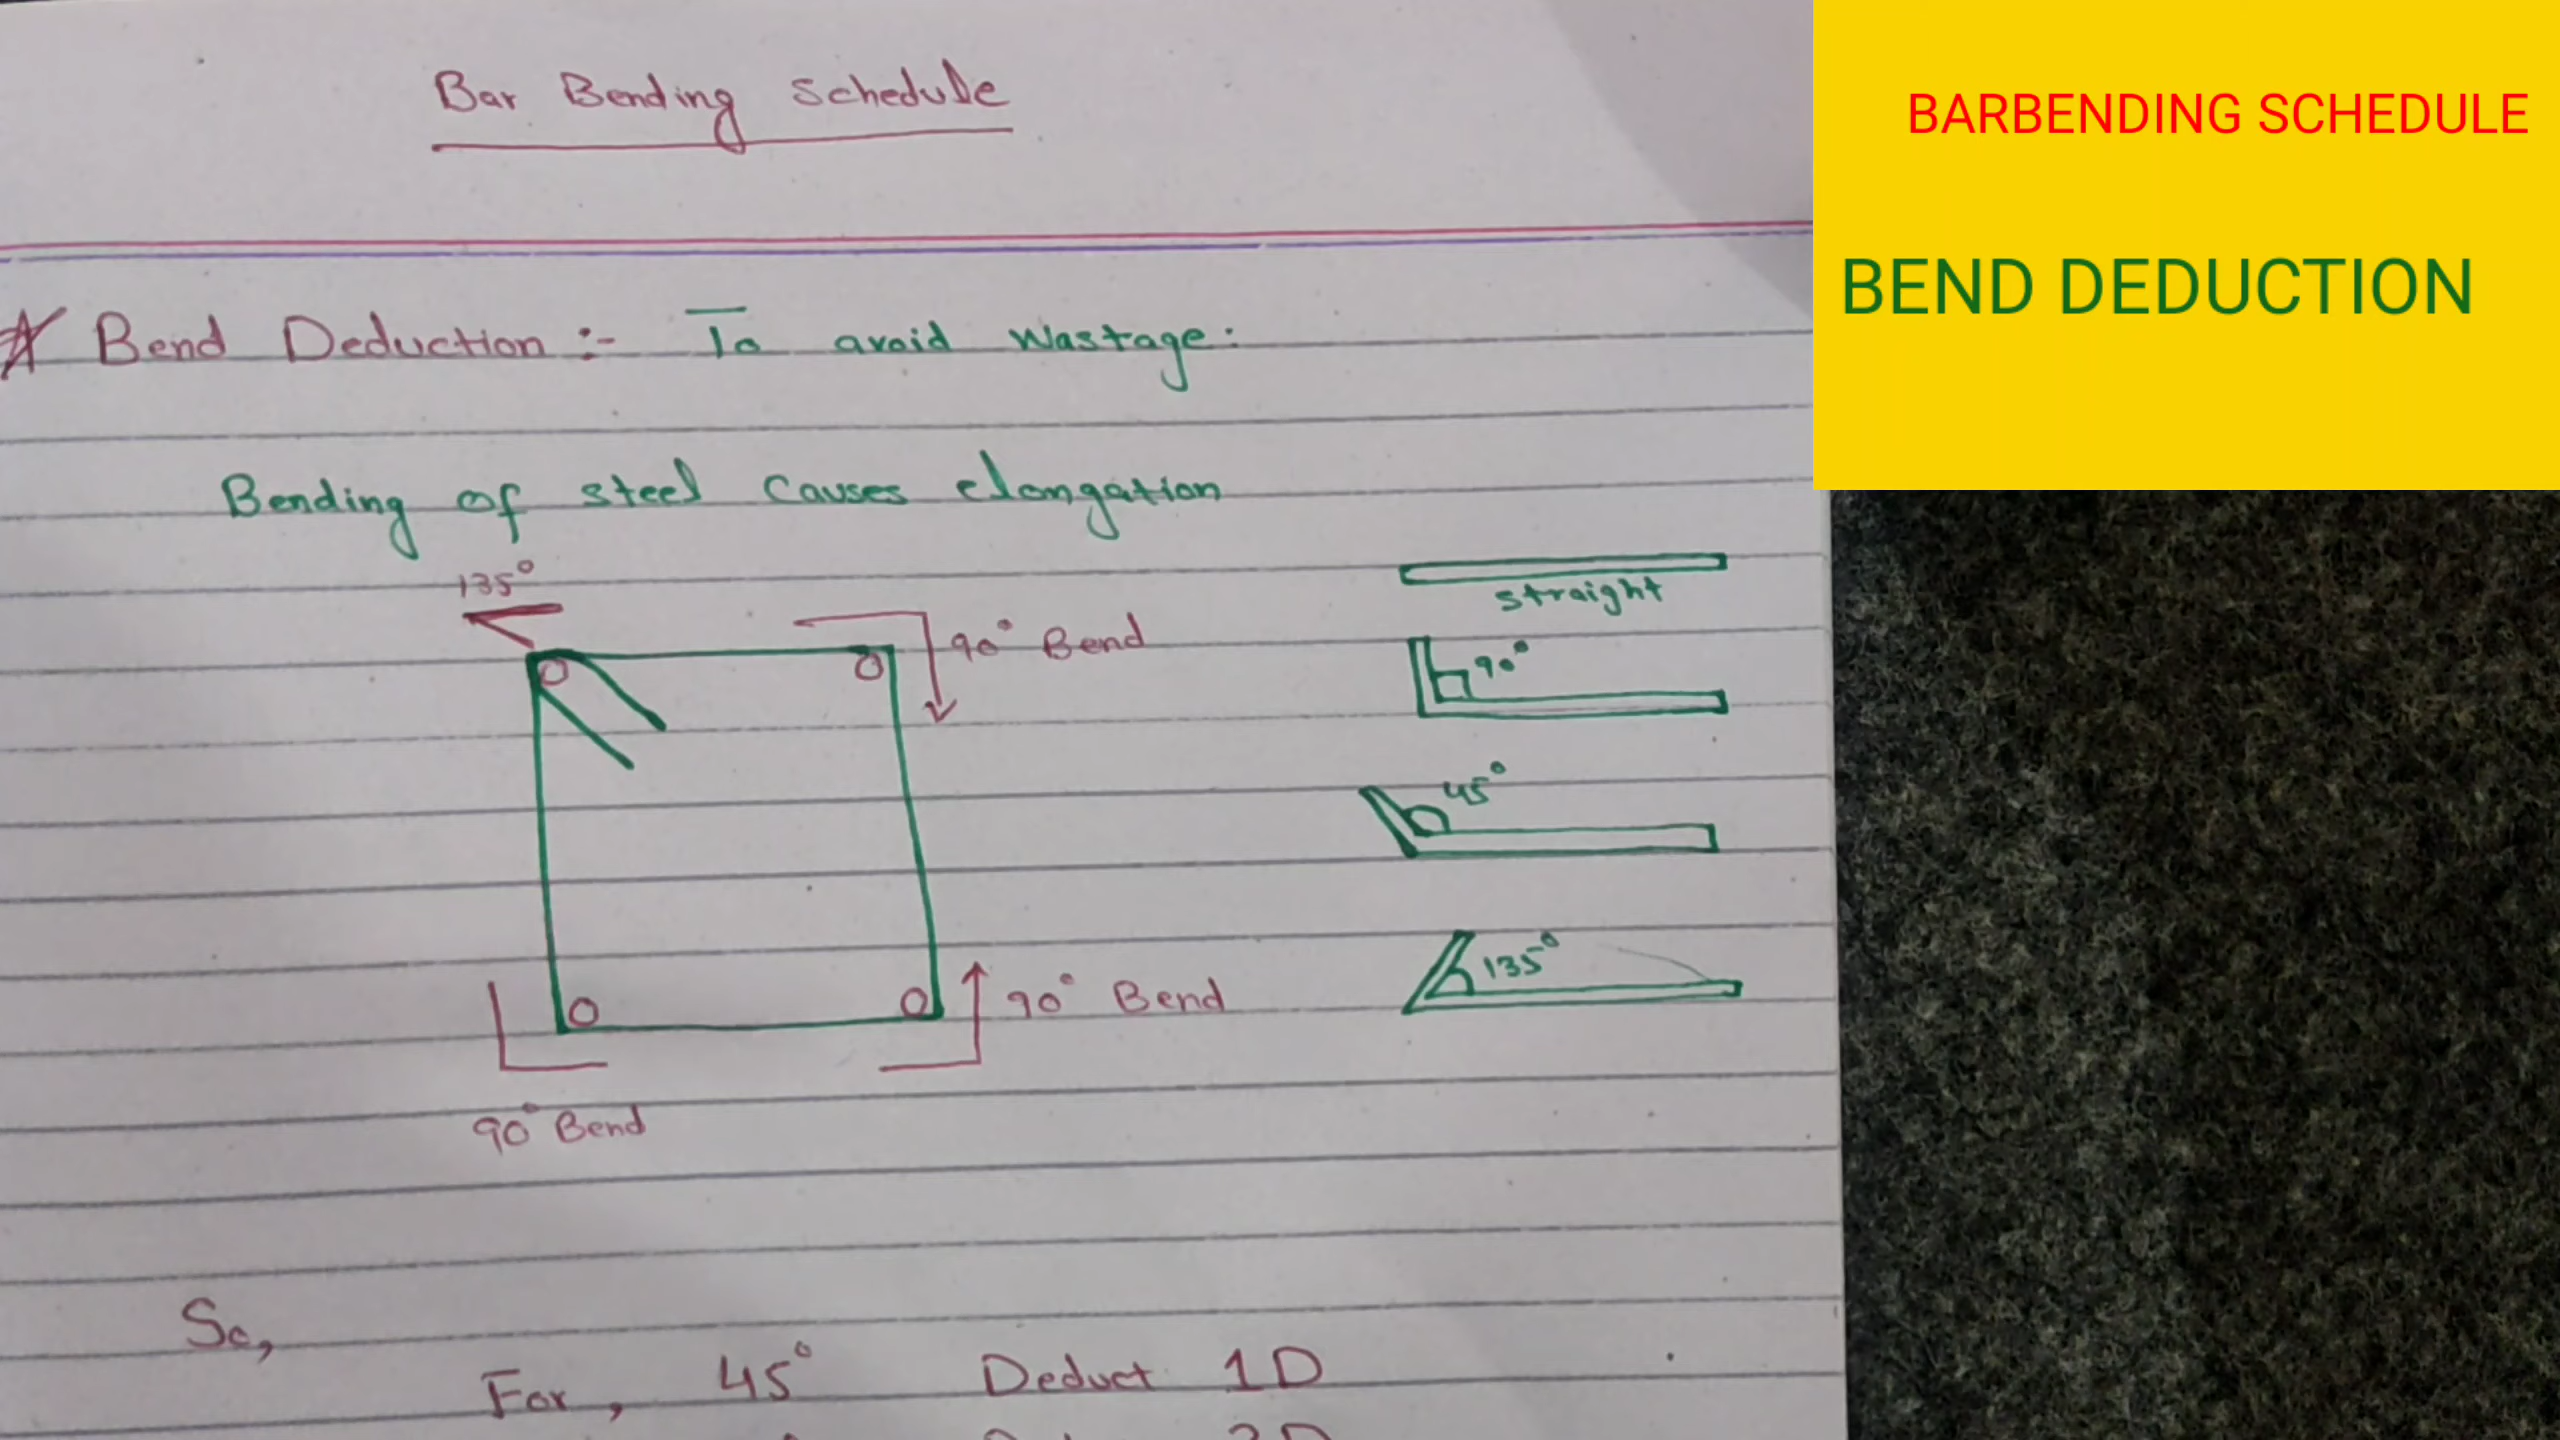 Bar Bending Schedule
BARBENDING SCHEDULE
BEND DEDUCTION
* Bend Deduction :- To avoid Wastage:
Bending of steel causes elongation
135°
straight
90° Bend
90°
45°
135°
90° Bend
90° Bend
So,
For, 45° Deduct 1D